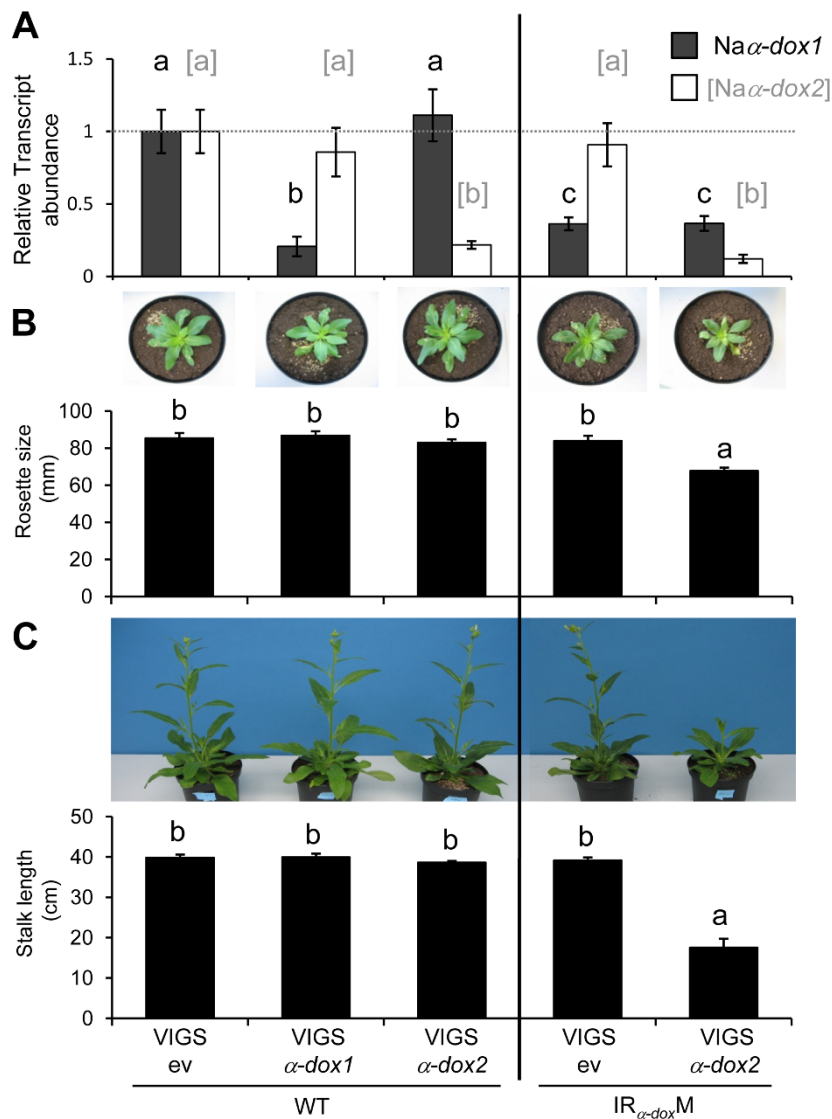 A
a [a] [a] a [a]
Naα-dox1
[Naα-dox2]
b [b] c c [b]
Relative Transcript
abundance
1.5
1
0.5
0
B
b b b b a
Rosette size
(mm)
100
80
60
40
20
0
C
b b b b a
Stalk length
(cm)
50
40
30
20
10
0
VIGS VIGS VIGS VIGS VIGS
ev α-dox1 α-dox2 ev α-dox2
WT IRα-doxM